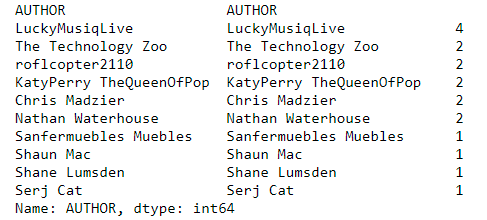 AUTHOR AUTHOR
LuckyMusiqLive LuckyMusiqLive 4
The Technology Zoo The Technology Zoo 2
roflcopter2110 roflcopter2110 2
KatyPerry TheQueenOfPop KatyPerry TheQueenOfPop 2
Chris Madzier Chris Madzier 2
Nathan Waterhouse Nathan Waterhouse 2
Sanfermuebles Muebles Sanfermuebles Muebles 1
Shaun Mac Shaun Mac 1
Shane Lumsden Shane Lumsden 1
Serj Cat Serj Cat 1
Name: AUTHOR, dtype: int64